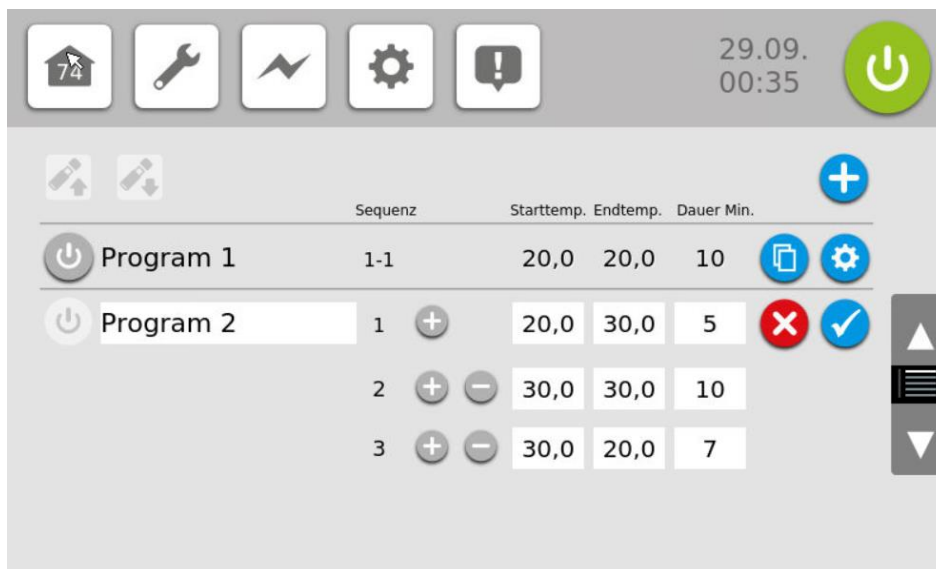 74
29.09.
00:35
Sequenz Starttemp. Endtemp. Dauer Min.
Program 1 1-1 20,0 20,0 10
Program 2 1 20,0 30,0 5
2 30,0 30,0 10
3 30,0 20,0 7